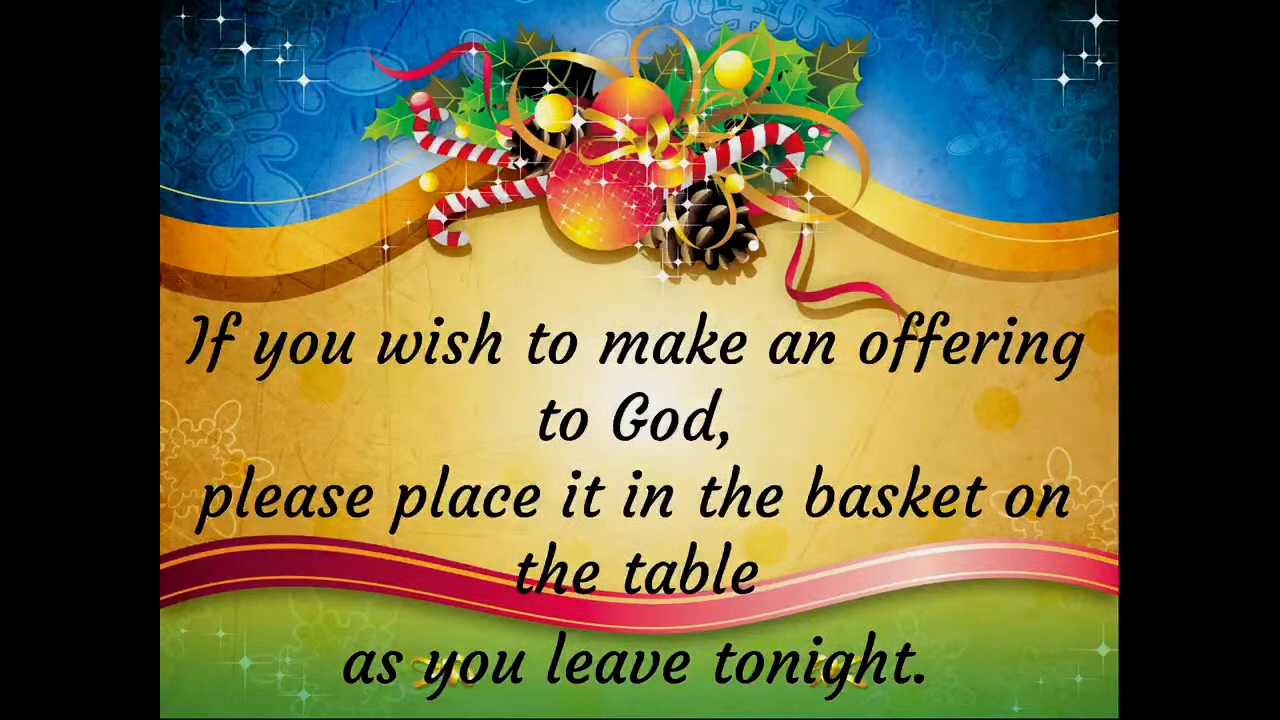 If you wish to make an offering
to God,
please place it in the basket on
the table
as you leave tonight.